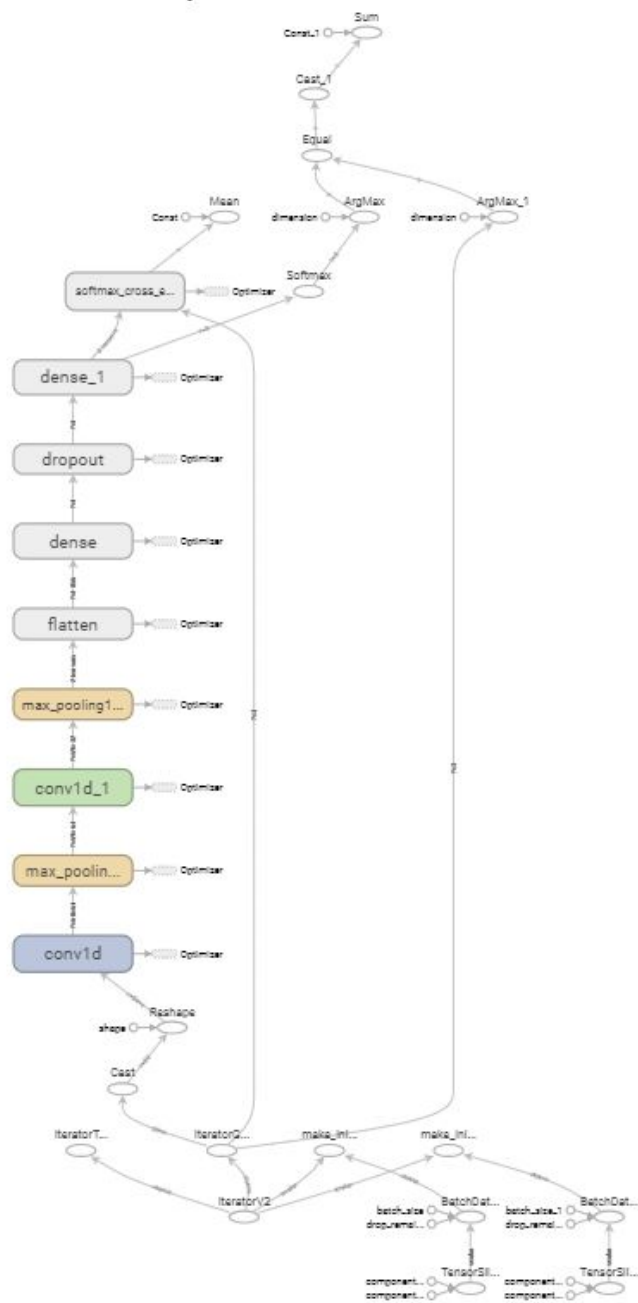 Sum
Const_1
Cast_1
Equal
Mean
ArgMax
ArgMax_1
Const
dimension
dimension
Softmax
softmax_cross_e...
Optimizer
dense_1
Optimizer
dropout
Optimizer
dense
Optimizer
flatten
Optimizer
max_pooling1...
Optimizer
conv1d_1
Optimizer
max_poolin...
Optimizer
conv1d
Optimizer
Reshape
shape
Cast
IteratorT...
IteratorG...
make_ini...
make_ini...
IteratorV2
BatchDat...
BatchDat...
batch_size
drop_remai...
batch_size_1
drop_remai...
TensorSli...
TensorSli...
component...
component...
component...
component...